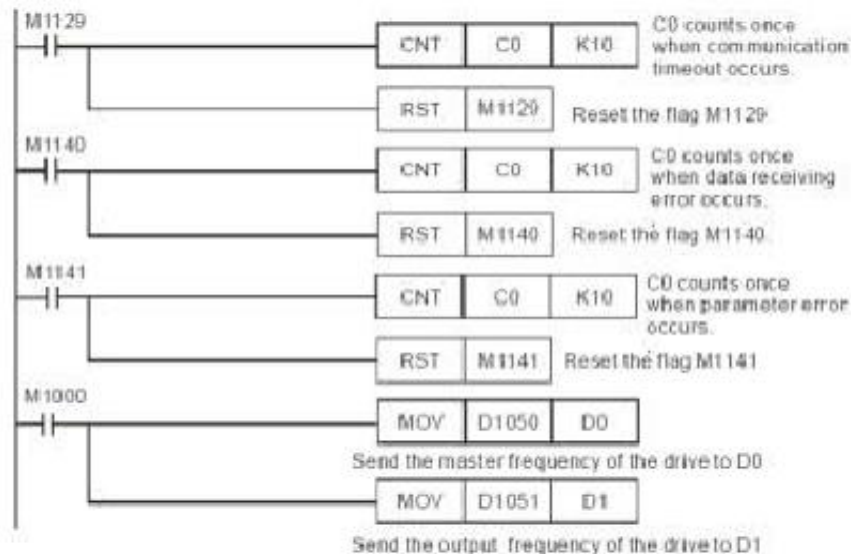 M1129
CNT C0 K10
C0 counts once
when communication
timeout occurs.
RST M1129
Reset the flag M1129
M1140
CNT C0 K10
C0 counts once
when data receiving
error occurs.
RST M1140
Reset the flag M1140
M1141
CNT C0 K10
C0 counts once
when parameter error
occurs.
RST M1141
Reset the flag M1141
M1000
MOV D1050 D0
Send the master frequency of the drive to D0
MOV D1051 D1
Send the output frequency of the drive to D1